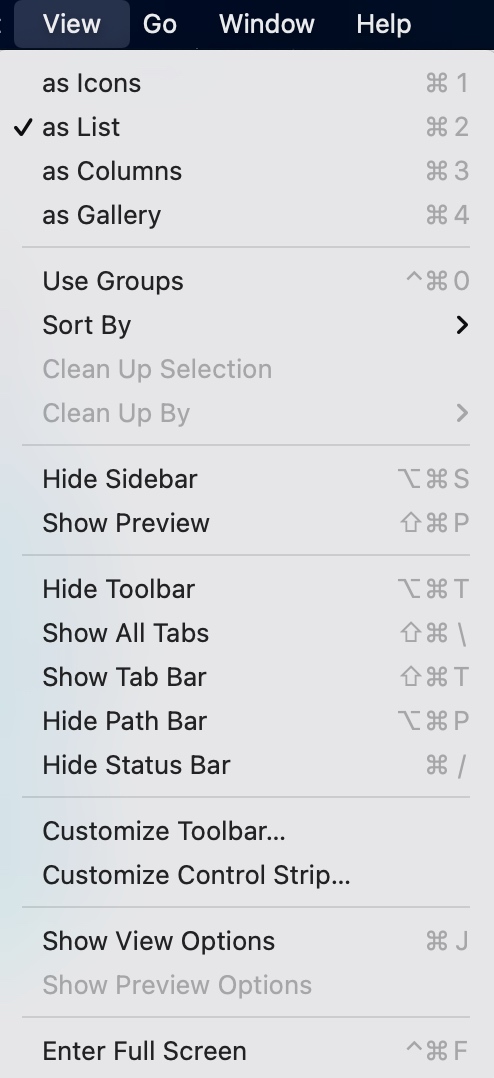 View Go Window Help
as Icons ⌘ 1
✓ as List ⌘ 2
as Columns ⌘ 3
as Gallery ⌘ 4
Use Groups ^⌘ 0
Sort By >
Clean Up Selection
Clean Up By >
Hide Sidebar ⌥⌘ S
Show Preview ⇧⌘ P
Hide Toolbar ⌥⌘ T
Show All Tabs ⇧⌘ \
Show Tab Bar ⇧⌘ T
Hide Path Bar ⌥⌘ P
Hide Status Bar ⌘ /
Customize Toolbar...
Customize Control Strip...
Show View Options ⌘ J
Show Preview Options
Enter Full Screen ^⌘ F